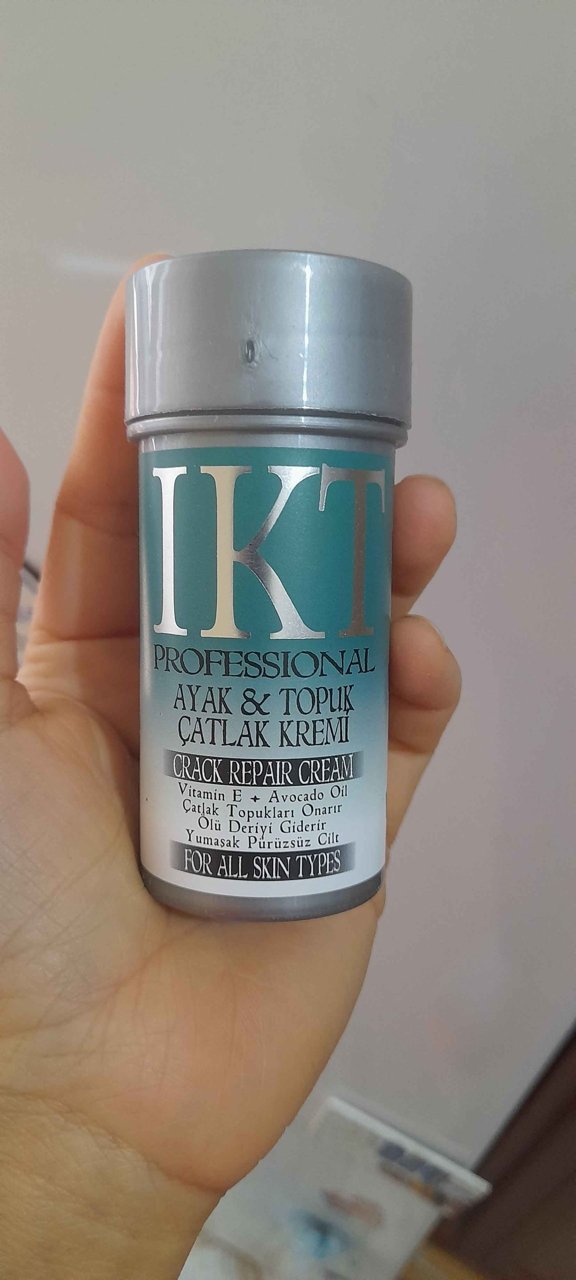 IKT
PROFESSIONAL
AYAK & TOPUK
ÇATLAK KREMİ
CRACK REPAIR CREAM
Vitamin E + Avocado Oil
Çatlak Topukları Onarır
Ölü Deriyi Giderir
Yumaşak Pürüzsüz Cilt
FOR ALL SKIN TYPES